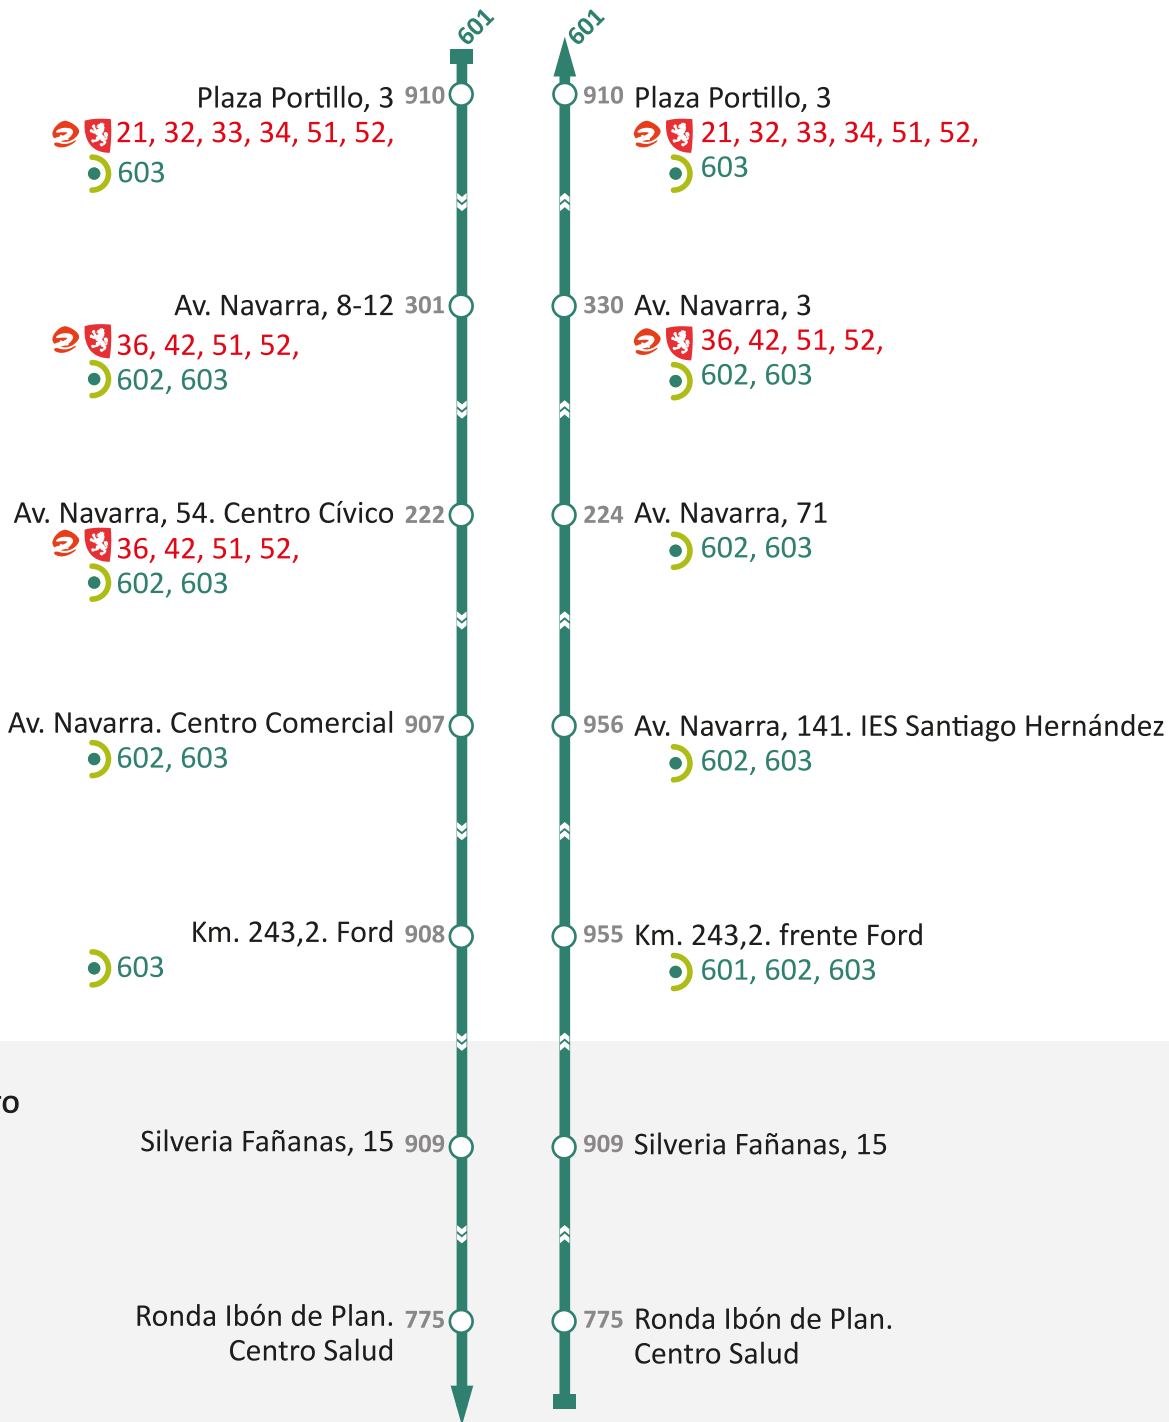 601
601
Plaza Portillo, 3 910
21, 32, 33, 34, 51, 52,
603
910 Plaza Portillo, 3
21, 32, 33, 34, 51, 52,
603
Av. Navarra, 8-12 301
36, 42, 51, 52,
602, 603
330 Av. Navarra, 3
36, 42, 51, 52,
602, 603
Av. Navarra, 54. Centro Cívico 222
36, 42, 51, 52,
602, 603
224 Av. Navarra, 71
602, 603
Av. Navarra. Centro Comercial 907
602, 603
956 Av. Navarra, 141. IES Santiago Hernández
602, 603
Km. 243,2. Ford 908
603
955 Km. 243,2. frente Ford
601, 602, 603
Silveria Fañanas, 15 909
909 Silveria Fañanas, 15
Ronda Ibón de Plan. 775
Centro Salud
775 Ronda Ibón de Plan.
Centro Salud